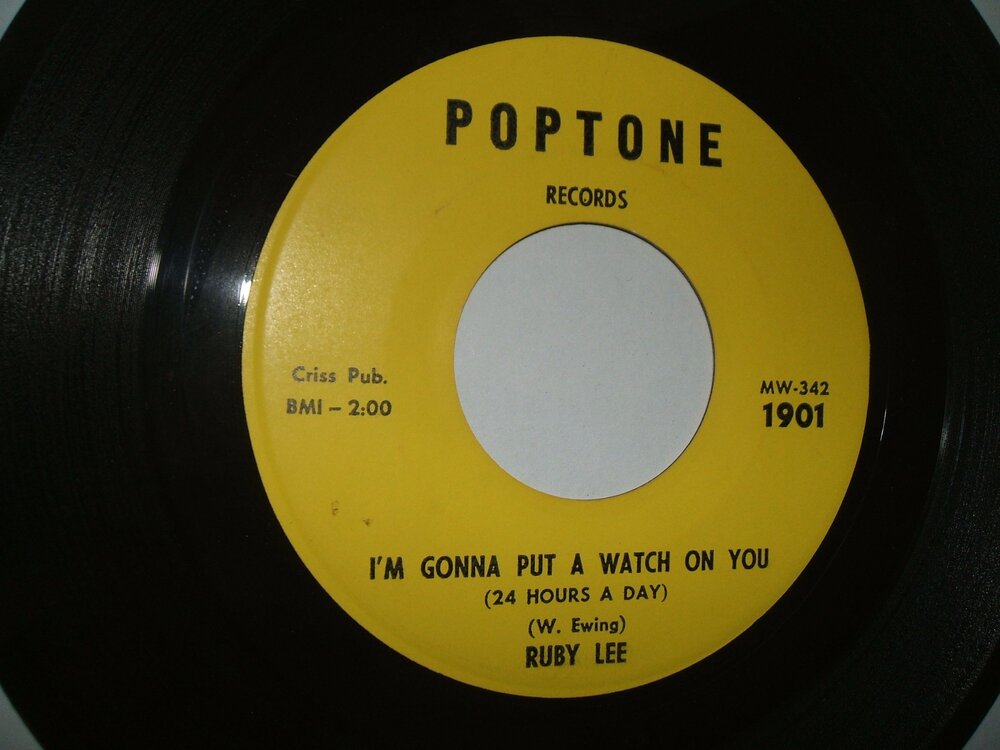 POPTONE
RECORDS
Criss Pub.
BMI – 2:00
MW-342
1901
I'M GONNA PUT A WATCH ON YOU
(24 HOURS A DAY)
(W. Ewing)
RUBY LEE